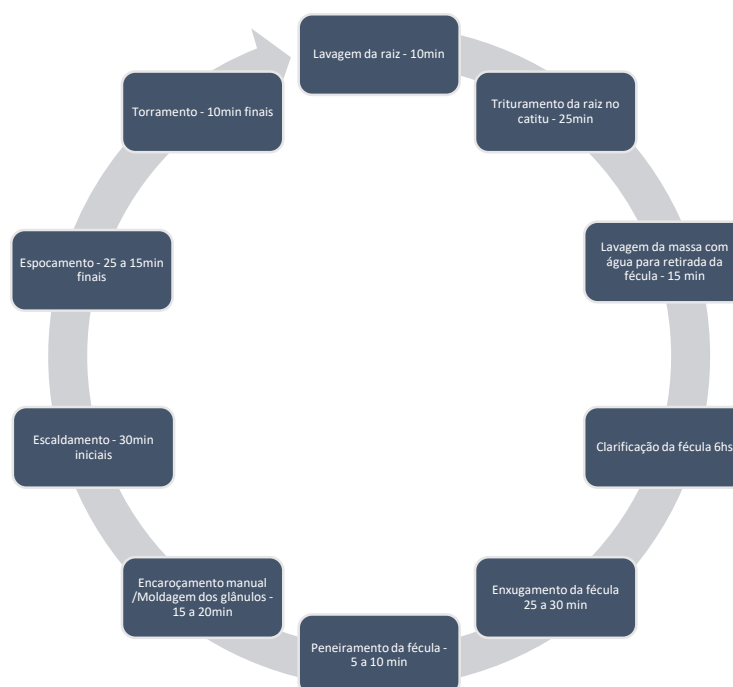 Lavagem da raiz - 10min
Trituramento da raiz no
catitu - 25min
Lavagem da massa com
água para retirada da
fécula - 15 min
Clarificação da fécula 6hs
Enxugamento da fécula
25 a 30 min
Peneiramento da fécula -
5 a 10 min
Encaroçamento manual
/Moldagem dos glânulos -
15 a 20min
Escaldamento - 30min
iniciais
Espocamento - 25 a 15min
finais
Torramento - 10min finais